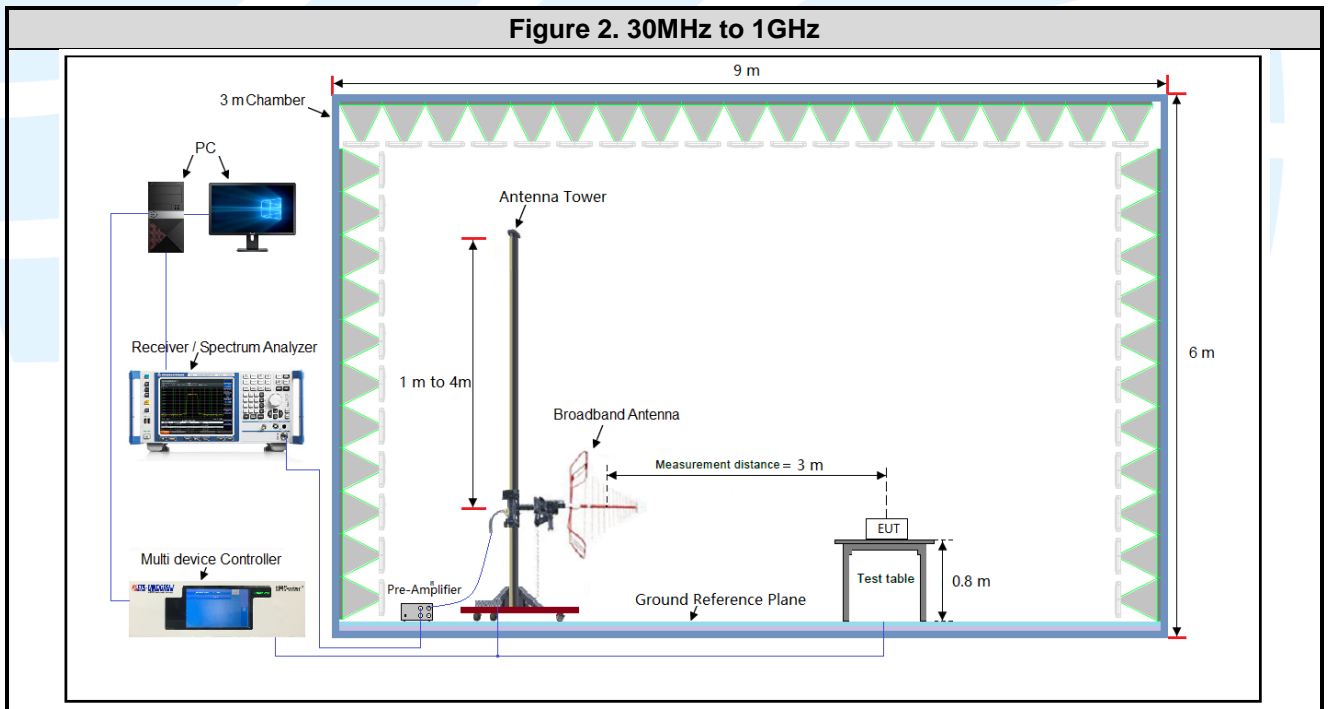 Figure 2. 30MHz to 1GHz
9 m
3 m Chamber
PC
Antenna Tower
Receiver / Spectrum Analyzer
1 m to 4m
6 m
Broadband Antenna
Measurement distance = 3 m
EUT
Multi device Controller
Test table
0.8 m
Pre-Amplifier
Ground Reference Plane